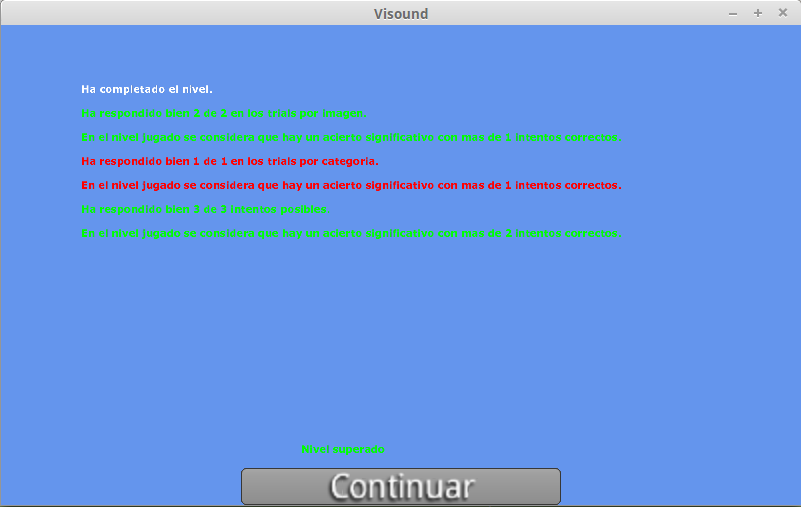 Visound
Ha completado el nivel.
Ha respondido bien 2 de 2 en los trials por imagen.
En el nivel jugado se considera que hay un acierto significativo con mas de 1 intentos correctos.
Ha respondido bien 1 de 1 en los trials por categoria.
En el nivel jugado se considera que hay un acierto significativo con mas de 1 intentos correctos.
Ha respondido bien 3 de 3 intentos posibles.
En el nivel jugado se considera que hay un acierto significativo con mas de 2 intentos correctos.
Nivel superado
Continuar